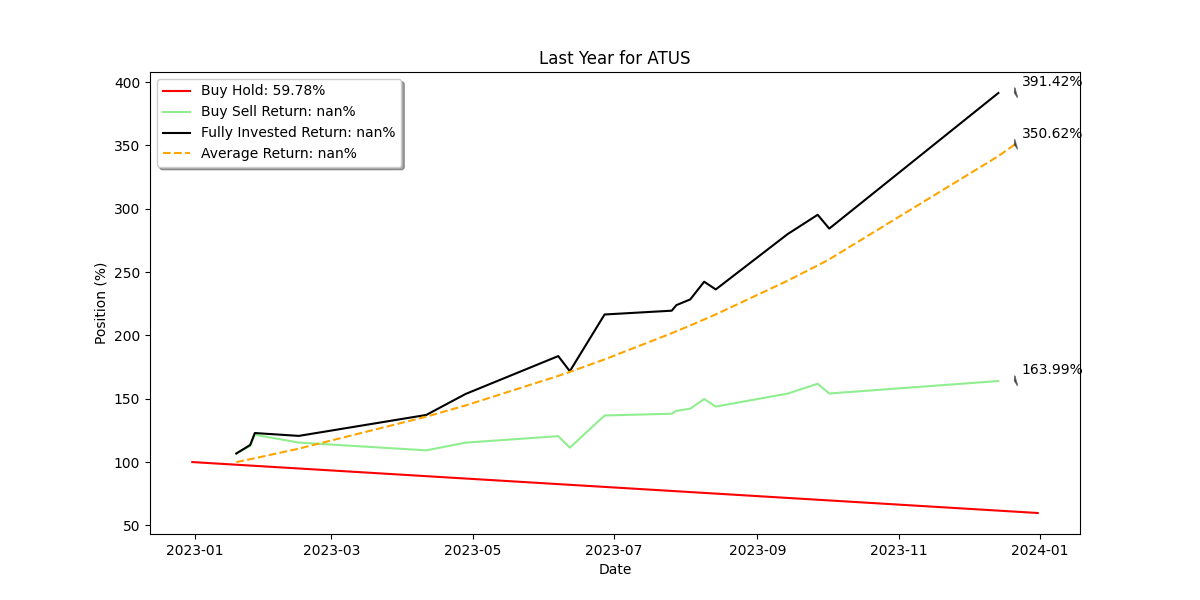 Last Year for ATUS
Buy Hold: 59.78%
Buy Sell Return: nan%
Fully Invested Return: nan%
Average Return: nan%
391.42%
350.62%
163.99%
Position (%)
400
350
300
250
200
150
100
50
2023-01
2023-03
2023-05
2023-07
2023-09
2023-11
2024-01
Date